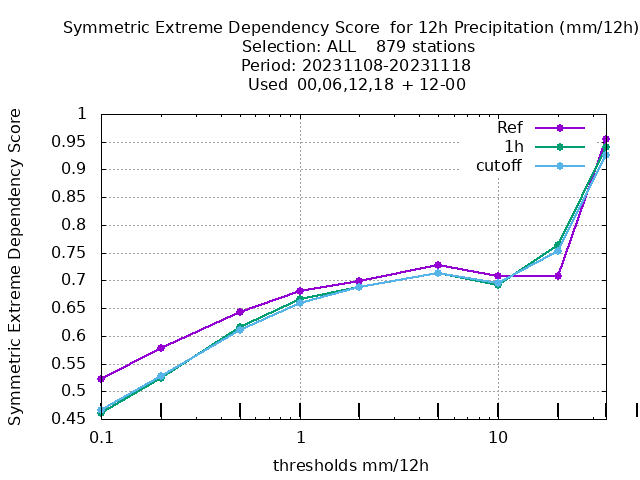 Symmetric Extreme Dependency Score  for 12h Precipitation (mm/12h)
Selection: ALL    879 stations
Period: 20231108-20231118
Used  00,06,12,18  + 12-00
Symmetric Extreme Dependency Score
1
0.95
0.9
0.85
0.8
0.75
0.7
0.65
0.6
0.55
0.5
0.45
Ref
1h
cutoff
0.1
1
10
thresholds mm/12h